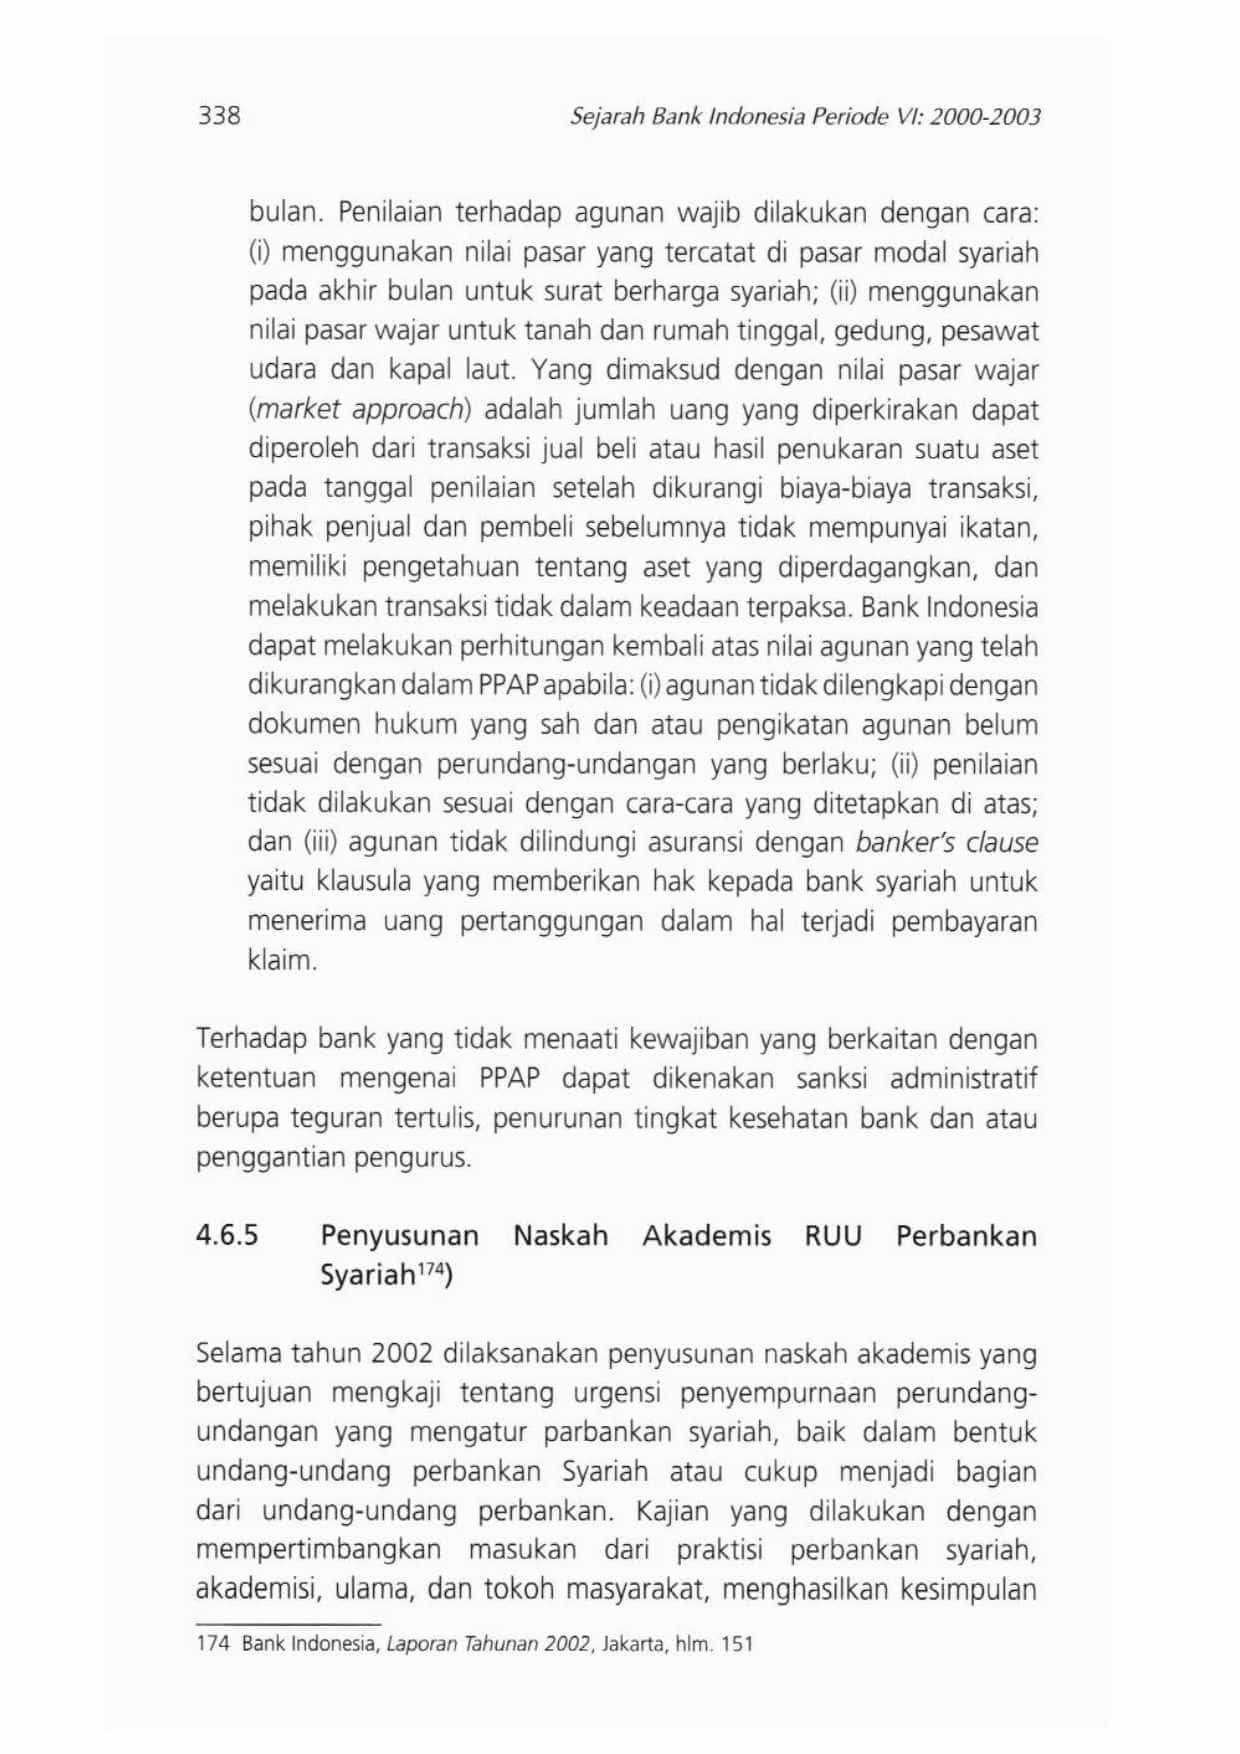 338 Sejarah Bank Indonesia Periode VI: 2000-2003
bulan. Penilaian terhadap agunan wajib dilakukan dengan cara:
(i) menggunakan nilai pasar yang tercatat di pasar modal syariah
pada akhir bulan untuk surat berharga syariah; (ii) menggunakan
nilai pasar wajar untuk tanah dan rumah tinggal, gedung, pesawat
udara dan kapal laut. Yang dimaksud dengan nilai pasar wajar
(market approach) adalah jumlah uang yang diperkirakan dapat
diperoleh dari transaksi jual beli atau hasil penukaran suatu aset
pada tanggal penilaian setelah dikurangi biaya-biaya transaksi,
pihak penjual dan pembeli sebelumnya tidak mempunyai ikatan,
memiliki pengetahuan tentang aset yang diperdagangkan, dan
melakukan transaksi tidak dalam keadaan terpaksa. Bank Indonesia
dapat melakukan perhitungan kembali atas nilai agunan yang telah
dikurangkan dalam PPAP apabila: (i) agunan tidak dilengkapi dengan
dokumen hukum yang sah dan atau pengikatan agunan belum
sesuai dengan perundang-undangan yang berlaku; (ii) penilaian
tidak dilakukan sesuai dengan cara-cara yang ditetapkan di atas;
dan (iii) agunan tidak dilindungi asuransi dengan banker's clause
yaitu klausula yang memberikan hak kepada bank syariah untuk
menerima uang pertanggungan dalam hal terjadi pembayaran
klaim.
Terhadap bank yang tidak menaati kewajiban yang berkaitan dengan
ketentuan mengenai PPAP dapat dikenakan sanksi administratif
berupa teguran tertulis, penurunan tingkat kesehatan bank dan atau
penggantian pengurus.
4.6.5 Penyusunan Naskah Akademis RUU Perbankan
Syariah174)
Selama tahun 2002 dilaksanakan penyusunan naskah akademis yang
bertujuan mengkaji tentang urgensi penyempurnaan perundang-
undangan yang mengatur parbankan syariah, baik dalam bentuk
undang-undang perbankan Syariah atau cukup menjadi bagian
dari undang-undang perbankan. Kajian yang dilakukan dengan
mempertimbangkan masukan dari praktisi perbankan syariah,
akademisi, ulama, dan tokoh masyarakat, menghasilkan kesimpulan
174 Bank Indonesia, Laporan Tahunan 2002, Jakarta, hlm. 151